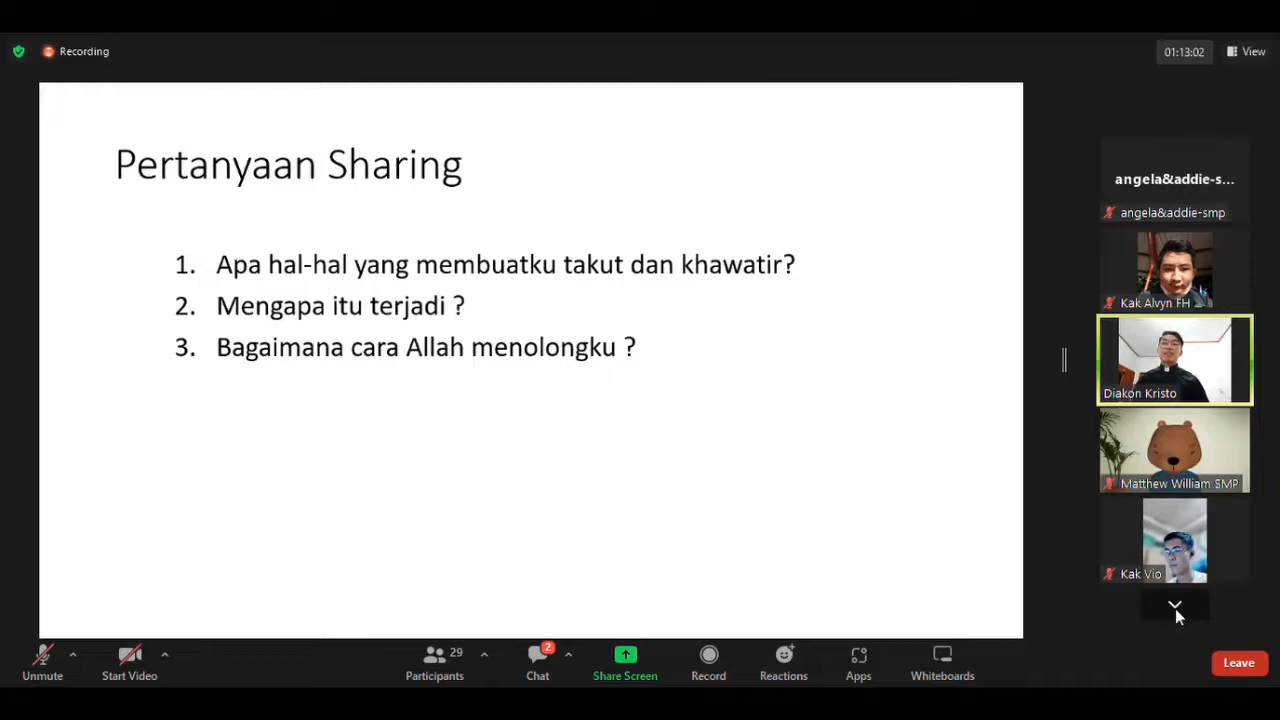 Recording
01:13:02
View
Pertanyaan Sharing
1. Apa hal-hal yang membuatku takut dan khawatir?
2. Mengapa itu terjadi ?
3. Bagaimana cara Allah menolongku ?
angela&addie-s...
angela&addie-smp
Kak Alvyn FH
Diakon Kristo
Matthew William SMP
Kak Vio
Unmute
Start Video
Participants
29
Chat
2
Share Screen
Record
Reactions
Apps
Whiteboards
Leave